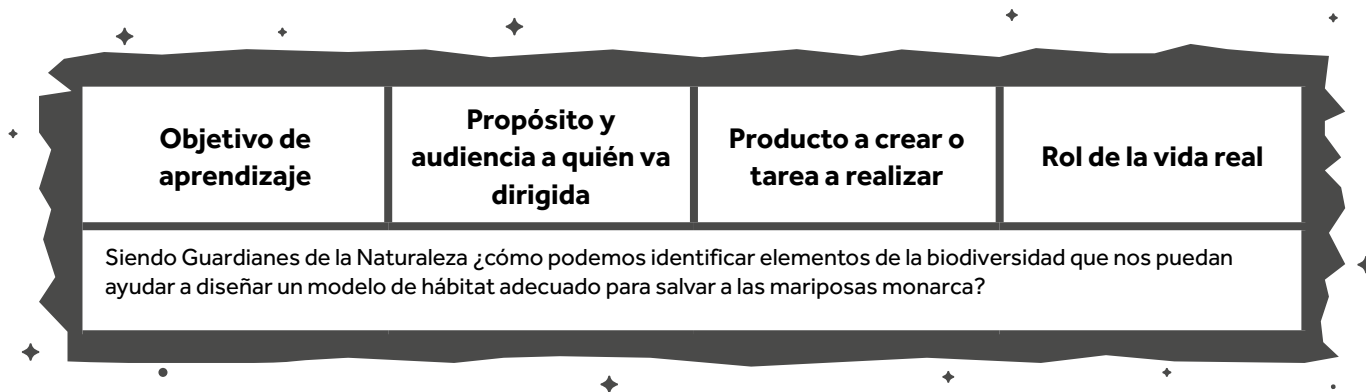 Objetivo de
aprendizaje
Propósito y
audiencia a quién va
dirigida
Producto a crear o
tarea a realizar
Rol de la vida real
Siendo Guardianes de la Naturaleza ¿cómo podemos identificar elementos de la biodiversidad que nos puedan
ayudar a diseñar un modelo de hábitat adecuado para salvar a las mariposas monarca?